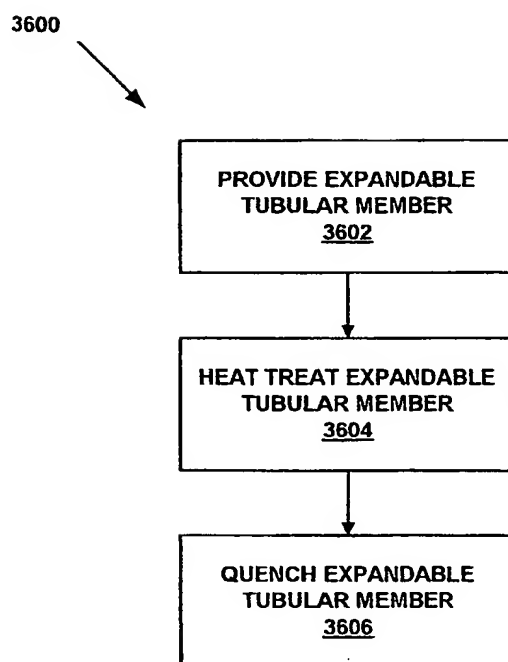 3600
PROVIDE EXPANDABLE
TUBULAR MEMBER
3602
HEAT TREAT EXPANDABLE
TUBULAR MEMBER
3604
QUENCH EXPANDABLE
TUBULAR MEMBER
3606